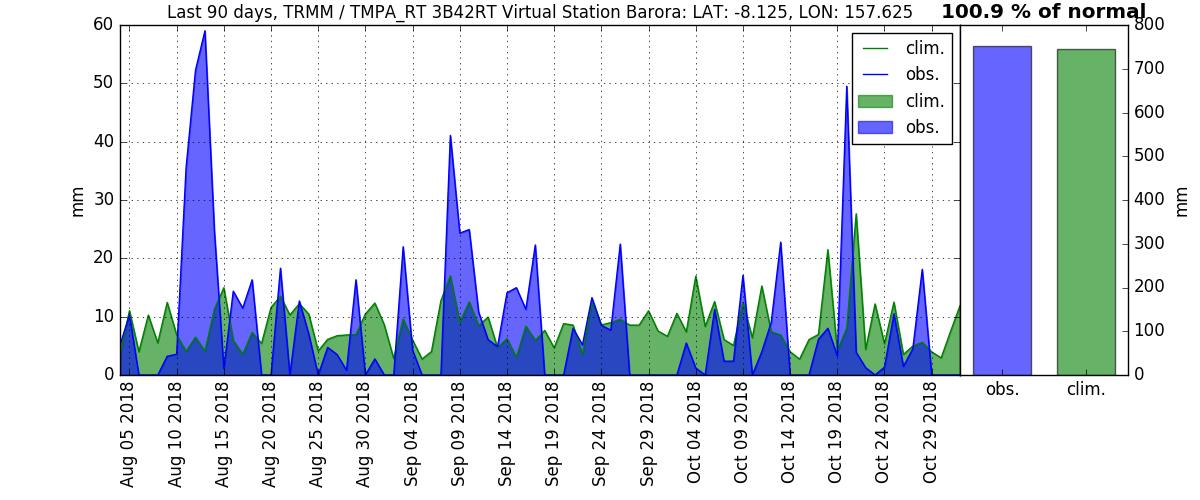 Last 90 days, TRMM / TMPA_RT 3B42RT Virtual Station Barora: LAT: -8.125, LON: 157.625
100.9 % of normal
60
50
40
30
20
10
0
mm
clim.
obs.
clim.
obs.
800
700
600
500
400
300
200
100
0
mm
Aug 05 2018
Aug 10 2018
Aug 15 2018
Aug 20 2018
Aug 25 2018
Aug 30 2018
Sep 04 2018
Sep 09 2018
Sep 14 2018
Sep 19 2018
Sep 24 2018
Sep 29 2018
Oct 04 2018
Oct 09 2018
Oct 14 2018
Oct 19 2018
Oct 24 2018
Oct 29 2018
obs.
clim.